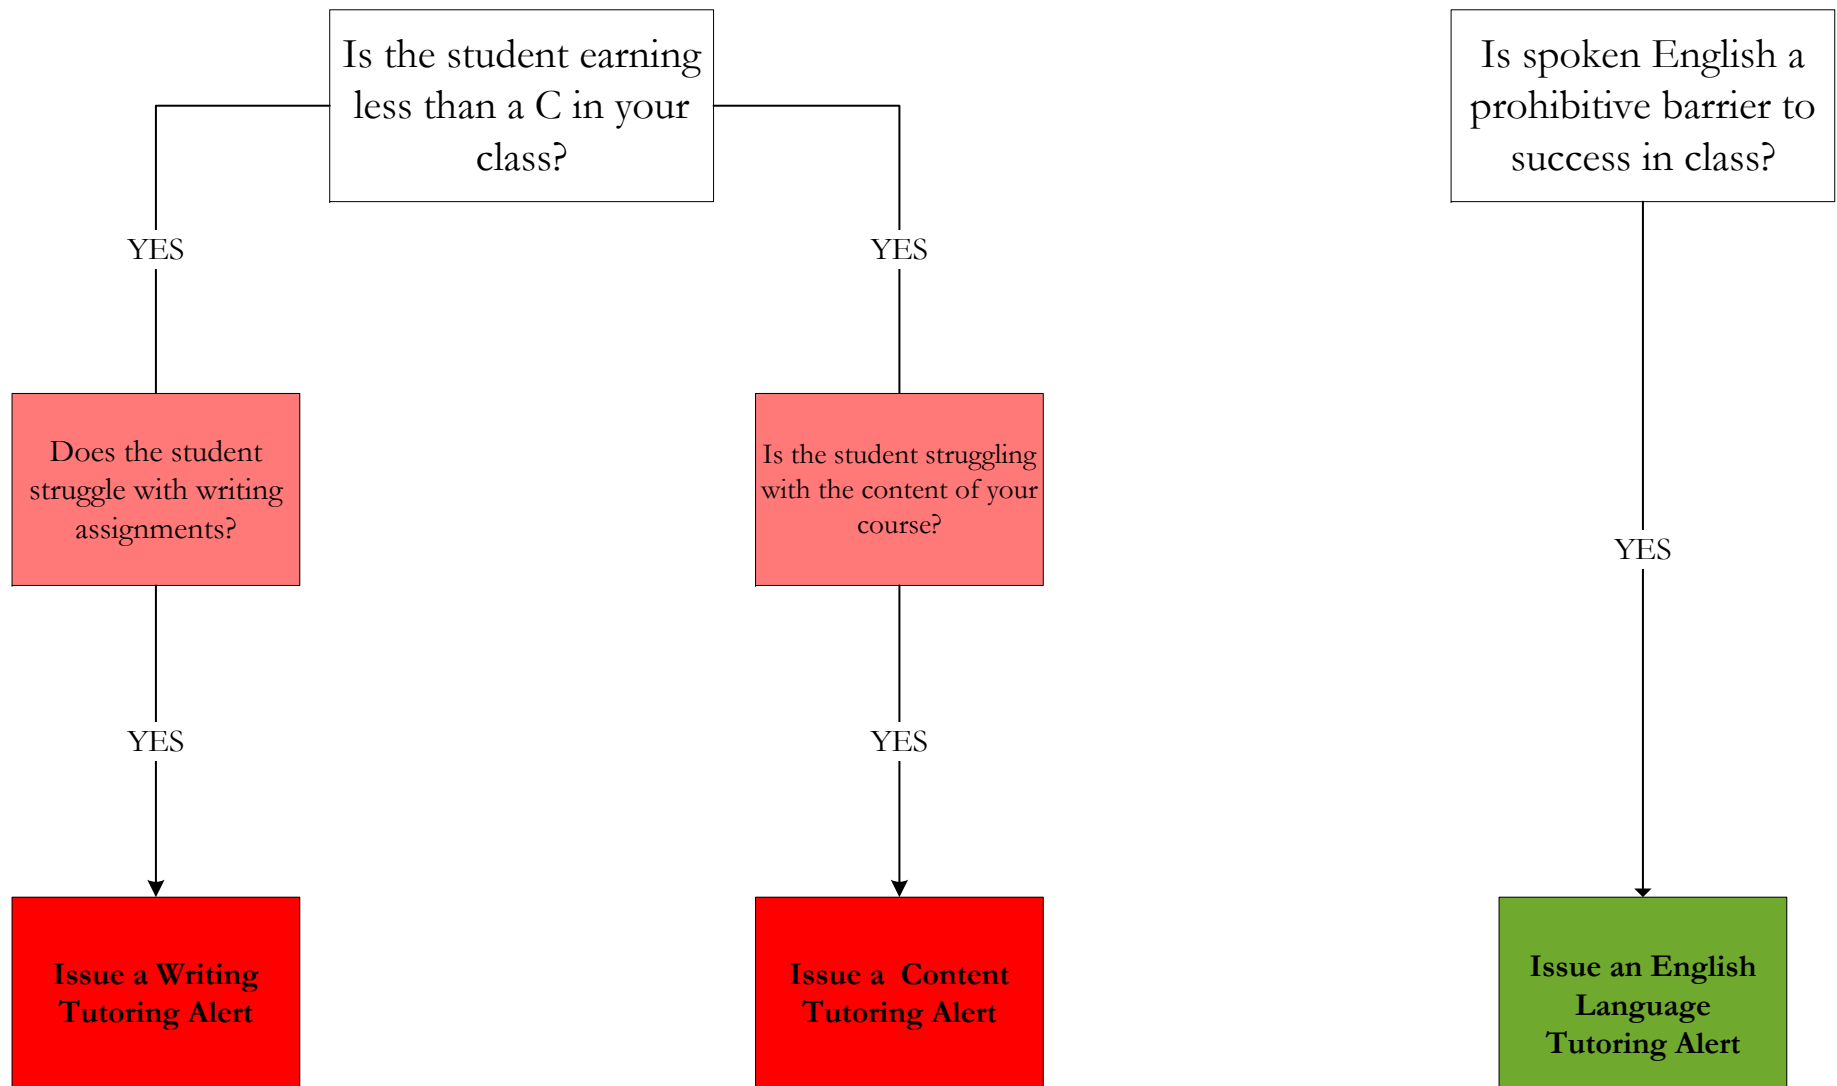 Is the student earning
less than a C in your
class?
Is spoken English a
prohibitive barrier to
success in class?
YES
YES
Does the student
struggle with writing
assignments?
Is the student struggling
with the content of your
course?
YES
YES
YES
Issue a Writing
Tutoring Alert
Issue a Content
Tutoring Alert
Issue an English
Language
Tutoring Alert